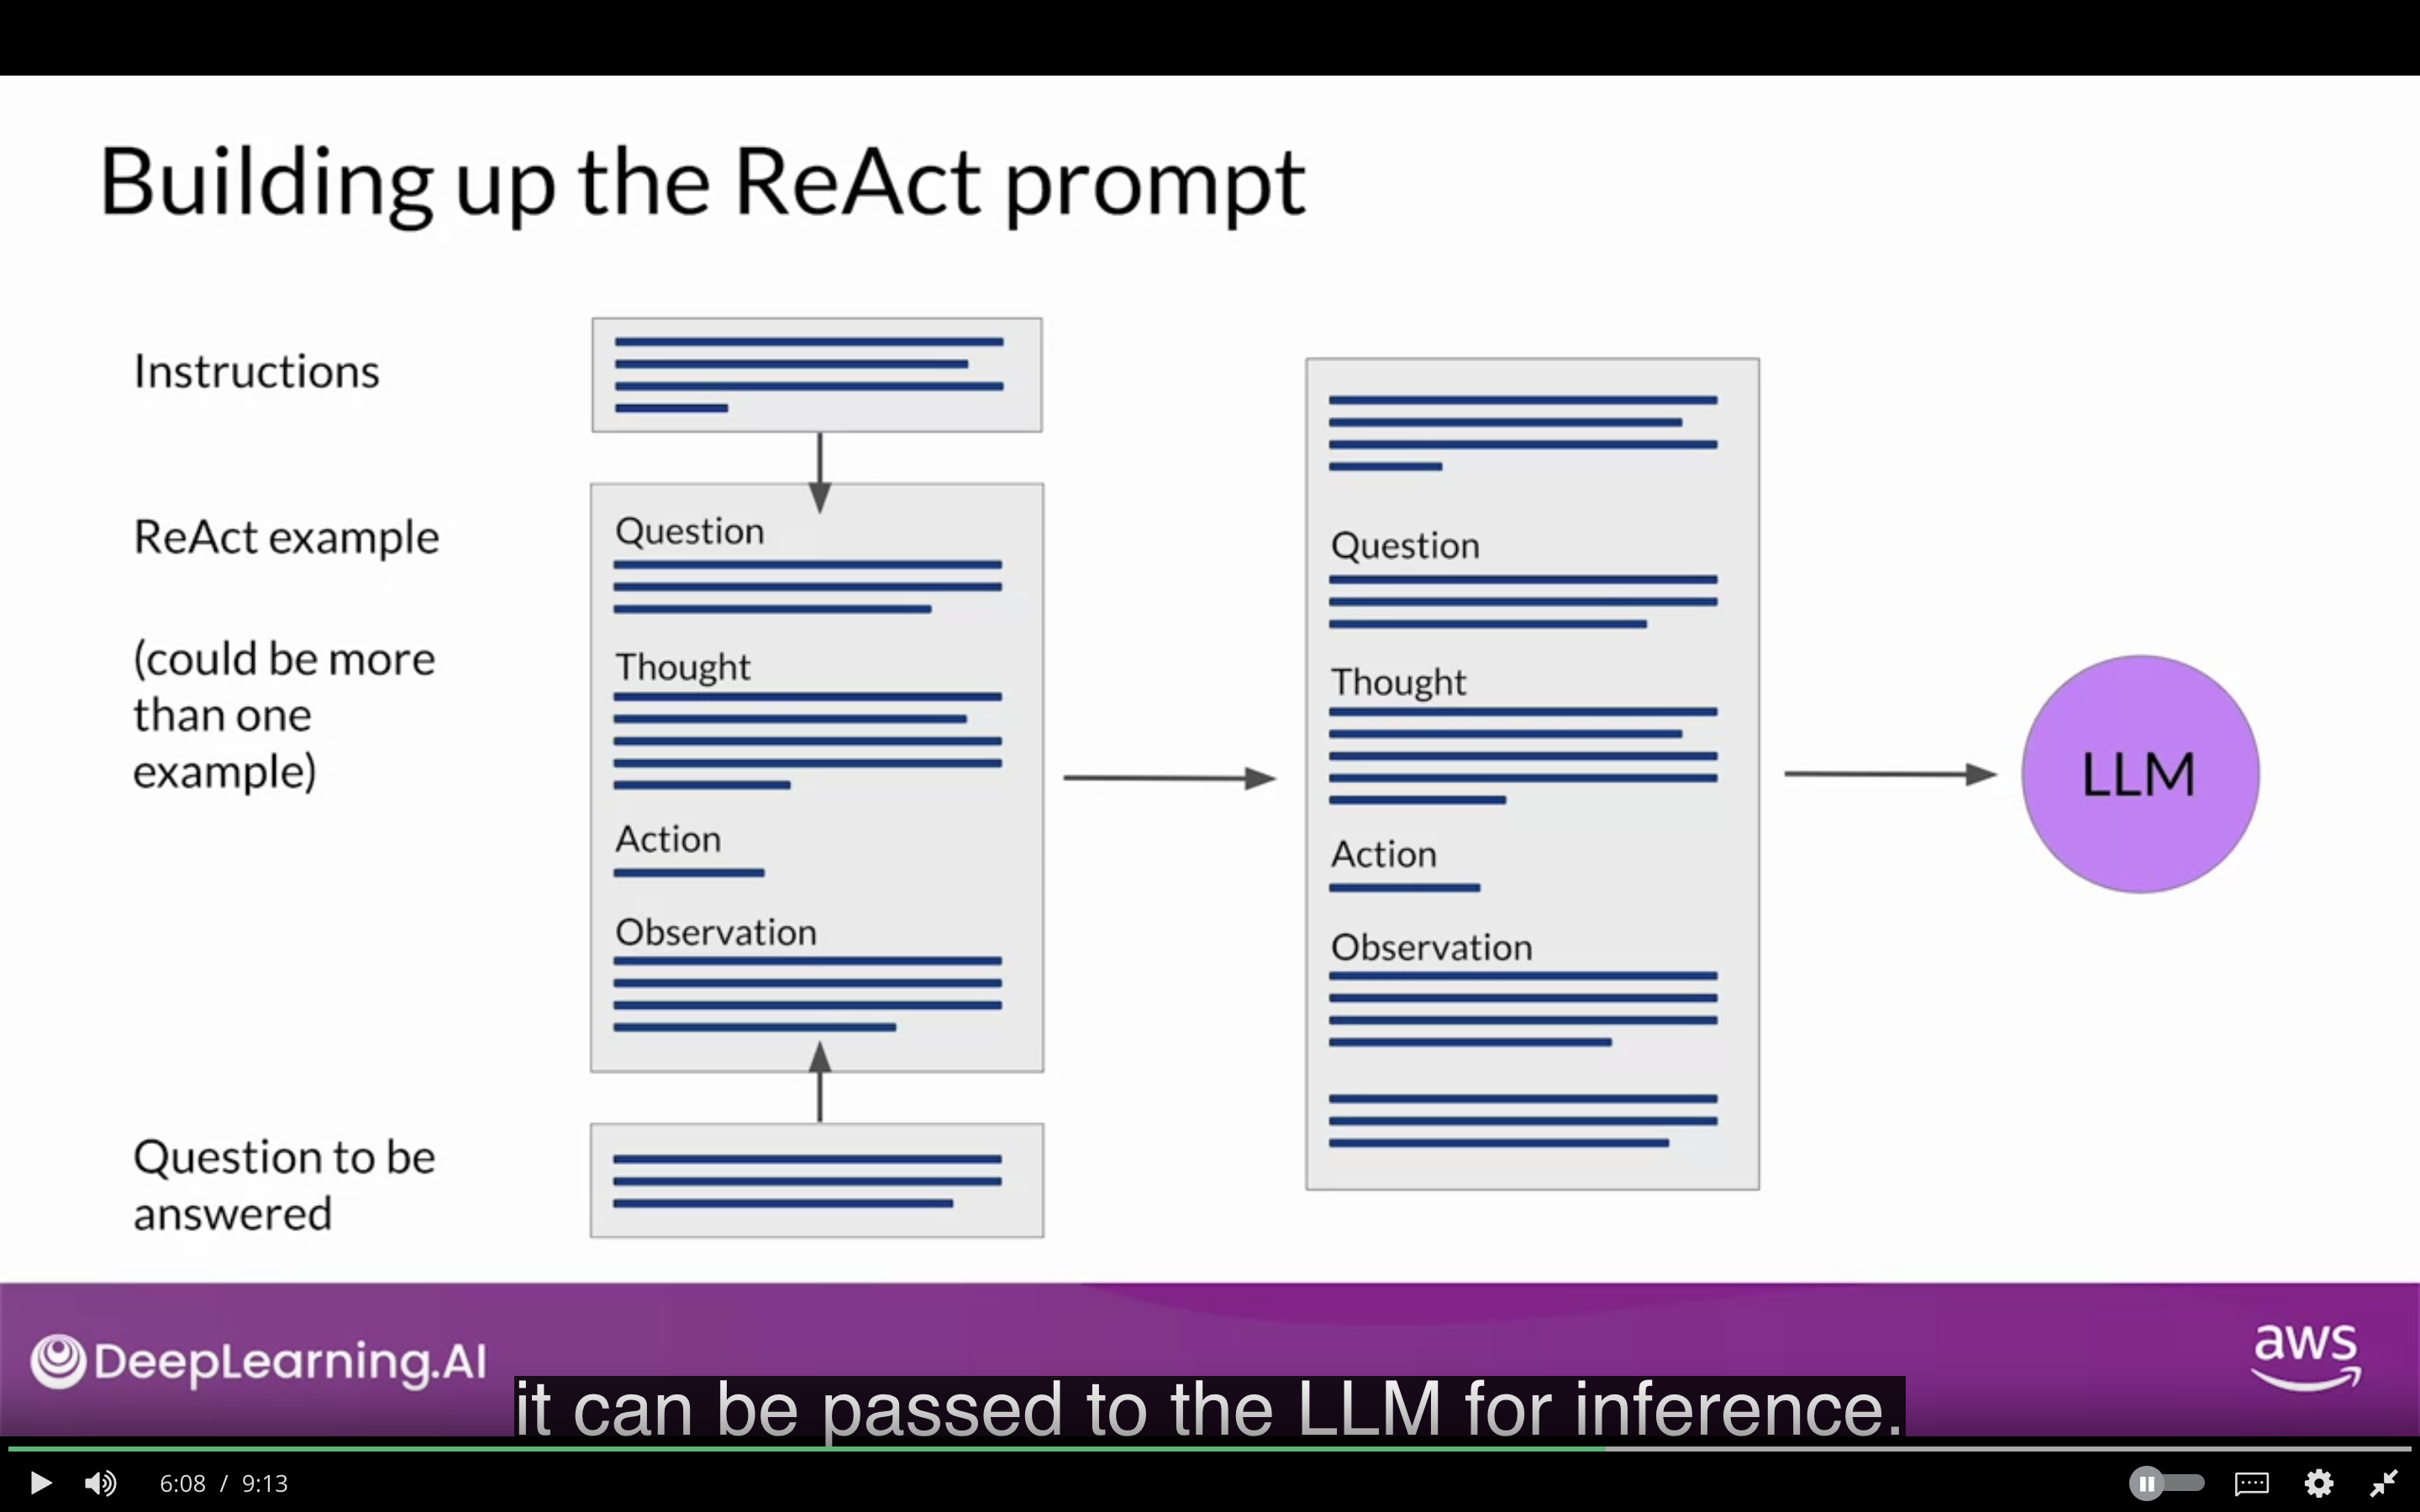 Building up the ReAct prompt
Instructions
ReAct example
(could be more
than one
example)
Question to be
answered
Question
Thought
Action
Observation
Question
Thought
Action
Observation
LLM
DeepLearning.AI
aws
it can be passed to the LLM for inference.
6:08 / 9:13